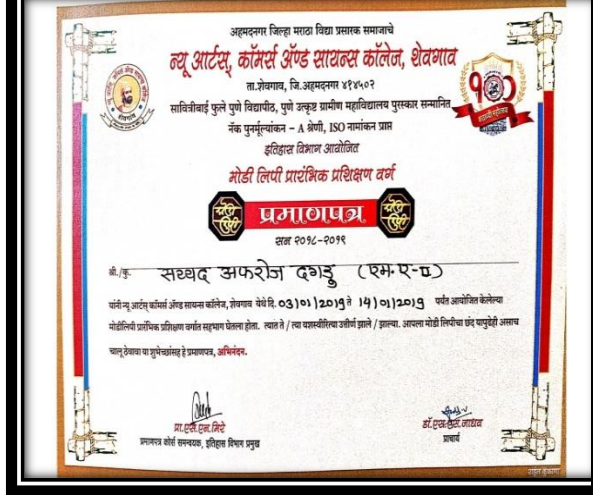 अहमदनगर जिल्हा मराठा विद्या प्रसारक समाजाचे
न्यू आर्टस्, कॉमर्स ॲण्ड सायन्स कॉलेज, शेवगाव
ता.शेवगाव, जि.अहमदनगर ४१४५०२
सावित्रीबाई फुले पुणे विद्यापीठ, पुणे उत्कृष्ट ग्रामीण महाविद्यालय पुरस्कार सन्मानित
नॅक पुनर्मूल्यांकन – A श्रेणी, ISO नामांकन प्राप्त
इतिहास विभाग आयोजित
मोडी लिपी प्रारंभिक प्रशिक्षण वर्ग
प्रमाणपत्र
सन २०१८-२०१९
श्री./कु. सय्यद अफरोज दगडू (एम-ए-II)
यांनी न्यू आर्टस् कॉमर्स ॲण्ड सायन्स कॉलेज, शेवगाव येथे दि. 03/01/2019 ते 14/01/2019 पर्यंत आयोजित केलेल्या
मोडीलिपी प्रारंभिक प्रशिक्षण वर्गात सहभाग घेतला होता. त्यात ते / त्या यशस्वीरित्या उत्तीर्ण झाले / झाल्या. आपला मोडी लिपीचा छंद यापुढेही असाच
चालू ठेवावा या शुभेच्छांसह हे प्रमाणपत्र, अभिनंदन.
प्रा.एस.एन.गिरे
प्रमाणपत्र कोर्स समन्वयक, इतिहास विभाग प्रमुख
डॉ.एस.एस.जाधव
प्राचार्य